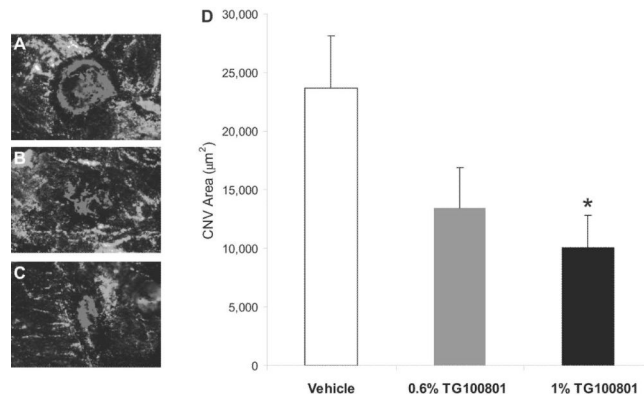 A
B
C
D
30,000
25,000
20,000
15,000
10,000
5,000
0
CNV Area (μm²)
*
Vehicle
0.6% TG100801
1% TG100801